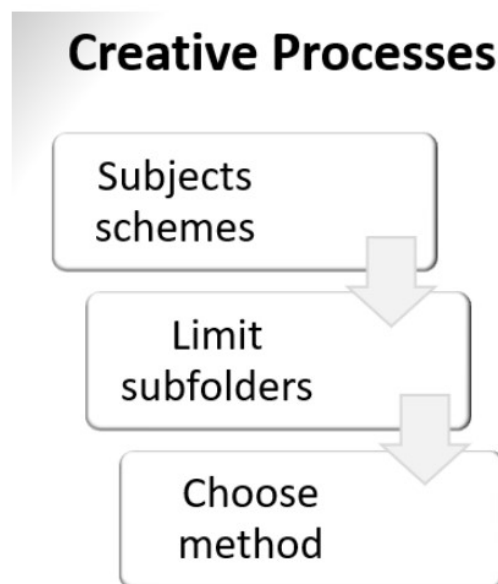 Creative Processes
Subjects
schemes
Limit
subfolders
Choose
method